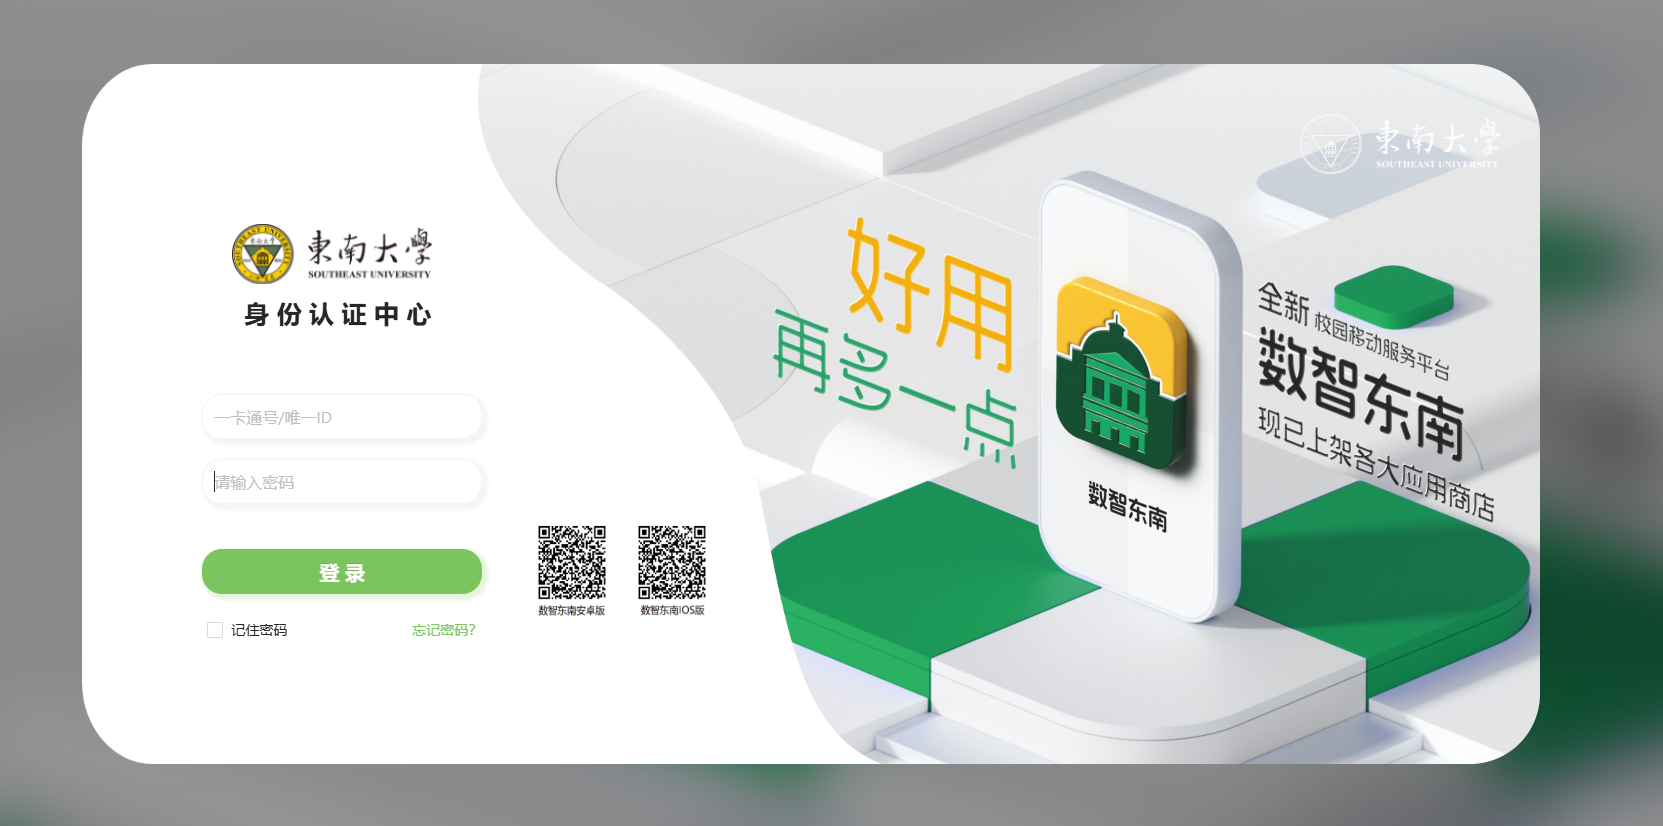 東南大學
SOUTHEAST UNIVERSITY
身份认证中心
一卡通号/唯一ID
请输入密码
登录
记住密码
忘记密码?
数智东南安卓版
数智东南IOS版
東南大學
SOUTHEAST UNIVERSITY
好用
再多一点
数智东南
全新 校园移动服务平台
数智东南
现已上架各大应用商店